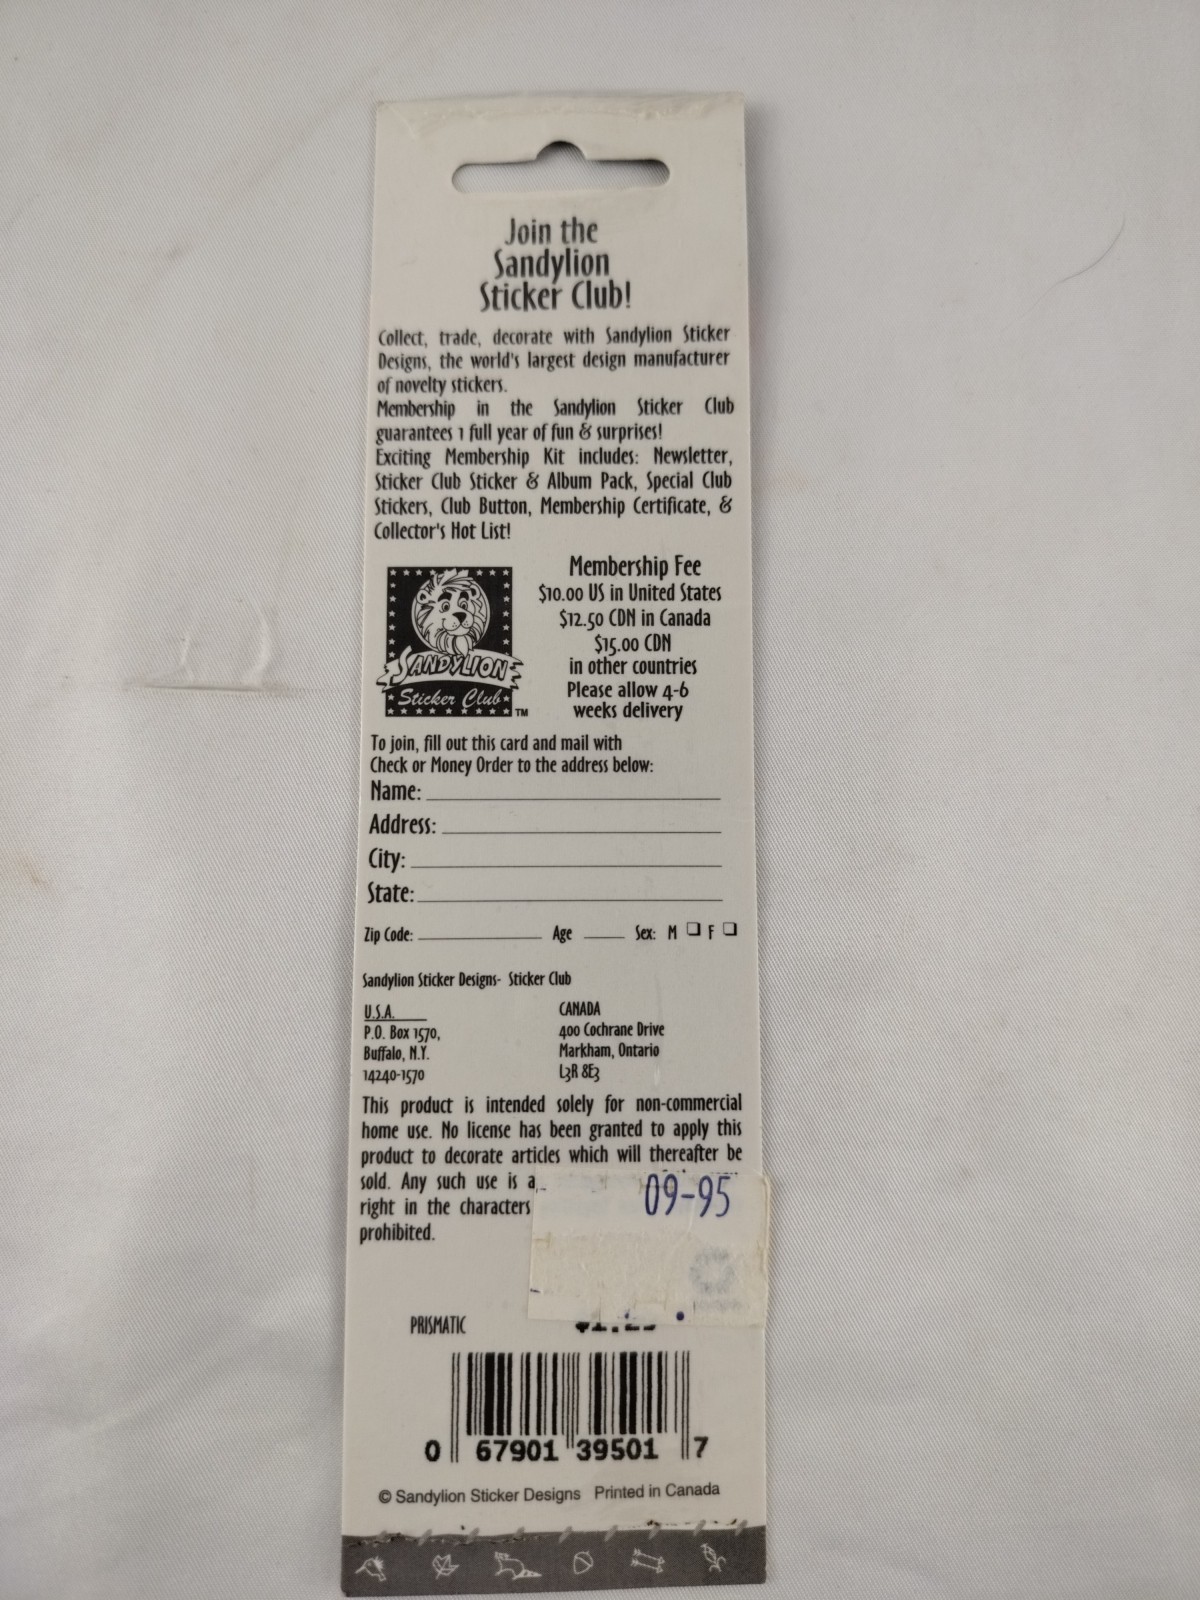 Join the
Sandylion
Sticker Club!
Collect, trade, decorate with Sandylion Sticker
Designs, the world's largest design manufacturer
of novelty stickers.
Membership in the Sandylion Sticker Club
guarantees 1 full year of fun & surprises!
Exciting Membership Kit includes: Newsletter,
Sticker Club Sticker & Album Pack, Special Club
Stickers, Club Button, Membership Certificate, &
Collector's Hot List!
SANDYLION
Sticker Club
TM
Membership Fee
$10.00 US in United States
$12.50 CDN in Canada
$15.00 CDN
in other countries
Please allow 4-6
weeks delivery
To join, fill out this card and mail with
Check or Money Order to the address below:
Name:
Address:
City:
State:
Zip Code: Age Sex: M F
Sandylion Sticker Designs- Sticker Club
U.S.A.
P.O. Box 1570,
Buffalo, N.Y.
14240-1570
CANADA
400 Cochrane Drive
Markham, Ontario
L3R 8E3
This product is intended solely for non-commercial
home use. No license has been granted to apply this
product to decorate articles which will thereafter be
sold. Any such use is a
right in the characters
prohibited.
09-95
PRISMATIC
0 67901 39501 7
© Sandylion Sticker Designs Printed in Canada